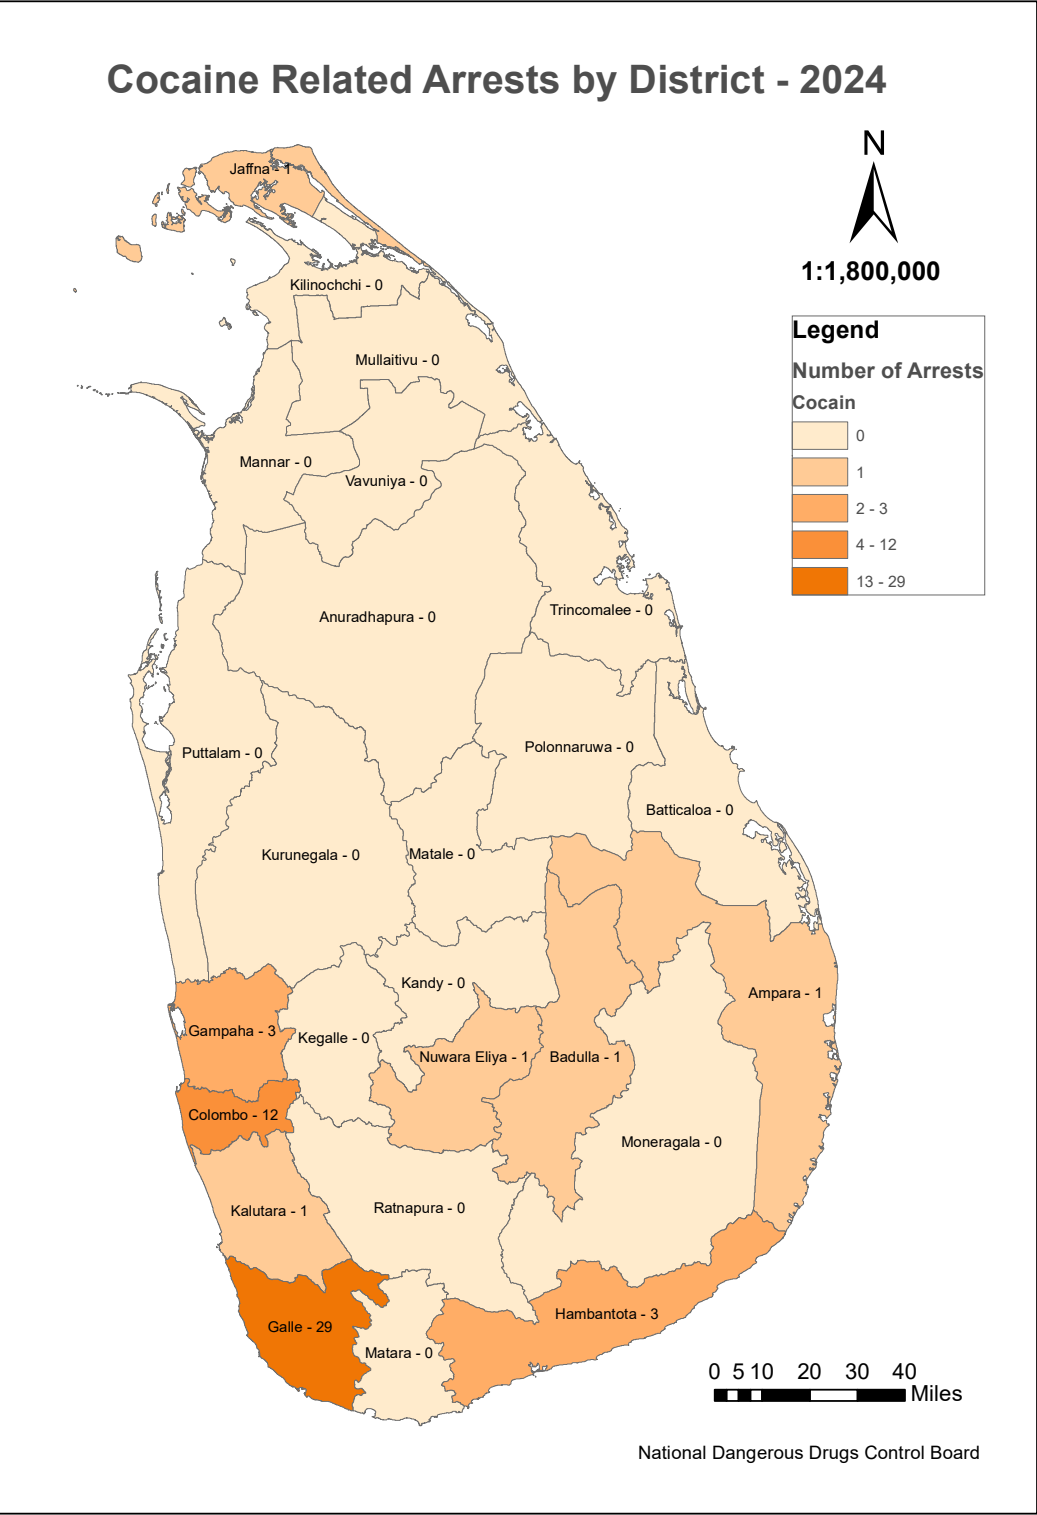 Cocaine Related Arrests by District - 2024
N
1:1,800,000
Legend
Number of Arrests
Cocain
0
1
2 - 3
4 - 12
13 - 29
Jaffna - 1
Kilinochchi - 0
Mullaitivu - 0
Mannar - 0
Vavuniya - 0
Trincomalee - 0
Anuradhapura - 0
Polonnaruwa - 0
Puttalam - 0
Batticaloa - 0
Kurunegala - 0
Matale - 0
Kandy - 0
Ampara - 1
Gampaha - 3
Kegalle - 0
Nuwara Eliya - 1
Badulla - 1
Colombo - 12
Moneragala - 0
Ratnapura - 0
Kalutara - 1
Hambantota - 3
Galle - 29
Matara - 0
0 5 10 20 30 40
Miles
National Dangerous Drugs Control Board